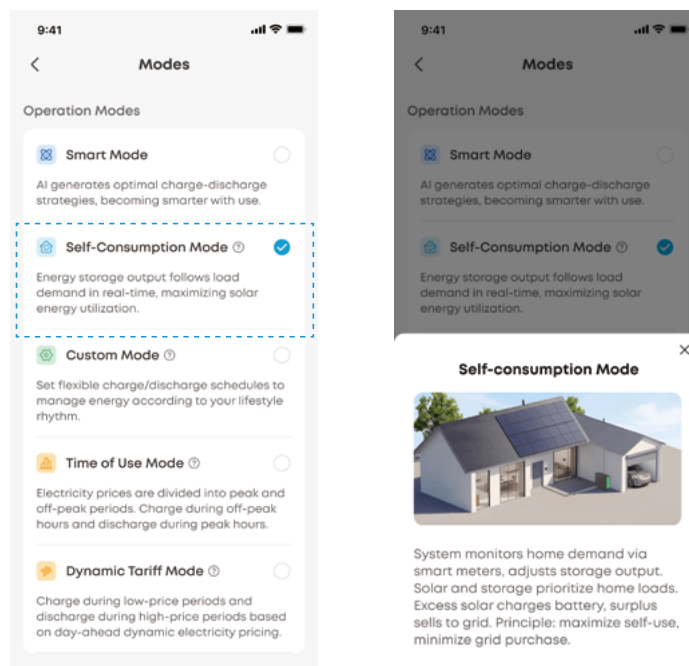 9:41
Modes
Operation Modes
Smart Mode
AI generates optimal charge-discharge
strategies, becoming smarter with use.
Self-Consumption Mode
Energy storage output follows load
demand in real-time, maximizing solar
energy utilization.
Custom Mode
Set flexible charge/discharge schedules to
manage energy according to your lifestyle
rhythm.
Time of Use Mode
Electricity prices are divided into peak and
off-peak periods. Charge during off-peak
hours and discharge during peak hours.
Dynamic Tariff Mode
Charge during low-price periods and
discharge during high-price periods based
on day-ahead dynamic electricity pricing.
9:41
Modes
Operation Modes
Smart Mode
AI generates optimal charge-discharge
strategies, becoming smarter with use.
Self-Consumption Mode
Energy storage output follows load
demand in real-time, maximizing solar
energy utilization.
Self-consumption Mode
System monitors home demand via
smart meters, adjusts storage output.
Solar and storage prioritize home loads.
Excess solar charges battery, surplus
sells to grid. Principle: maximize self-use,
minimize grid purchase.